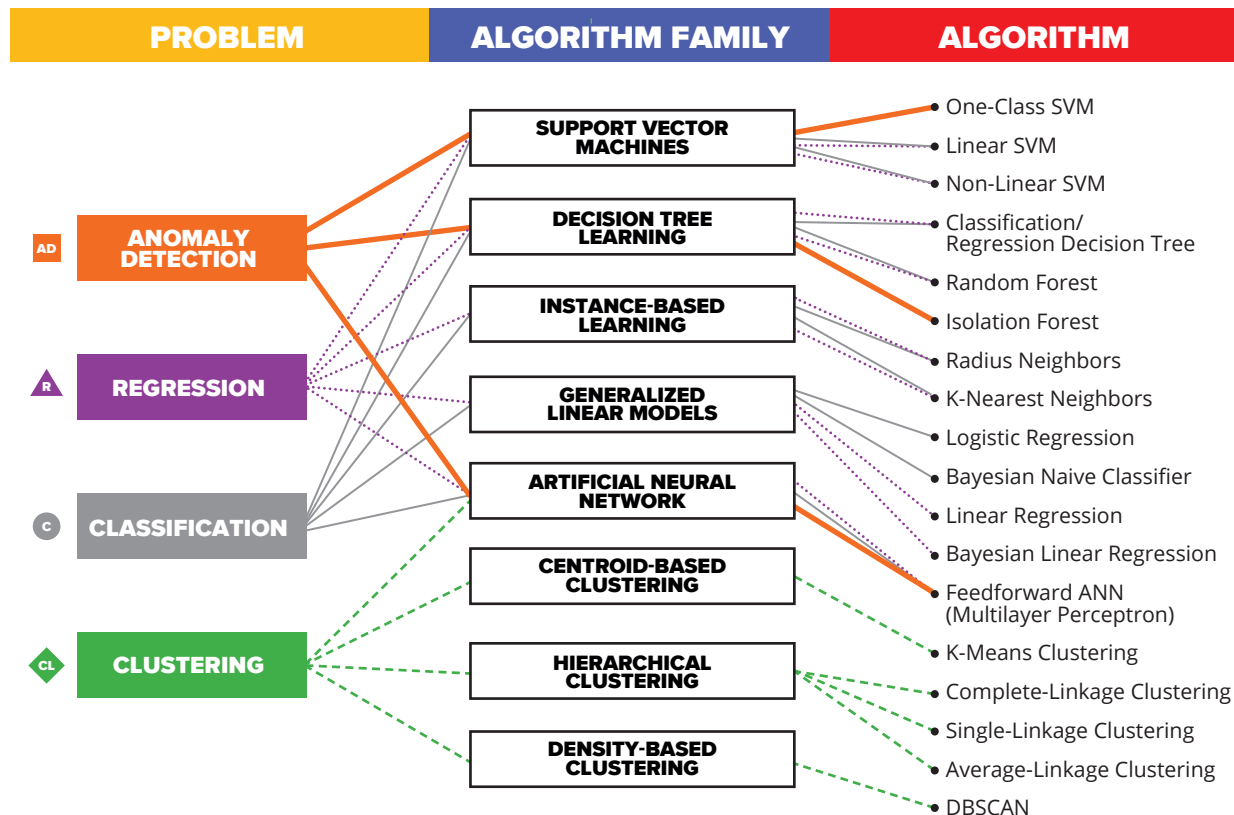 PROBLEM
ALGORITHM FAMILY
ALGORITHM
AD
ANOMALY
DETECTION
R
REGRESSION
C
CLASSIFICATION
CL
CLUSTERING
SUPPORT VECTOR
MACHINES
DECISION TREE
LEARNING
INSTANCE-BASED
LEARNING
GENERALIZED
LINEAR MODELS
ARTIFICIAL NEURAL
NETWORK
CENTROID-BASED
CLUSTERING
HIERARCHICAL
CLUSTERING
DENSITY-BASED
CLUSTERING
One-Class SVM
Linear SVM
Non-Linear SVM
Classification/
Regression Decision Tree
Random Forest
Isolation Forest
Radius Neighbors
K-Nearest Neighbors
Logistic Regression
Bayesian Naive Classifier
Linear Regression
Bayesian Linear Regression
Feedforward ANN
(Multilayer Perceptron)
K-Means Clustering
Complete-Linkage Clustering
Single-Linkage Clustering
Average-Linkage Clustering
DBSCAN